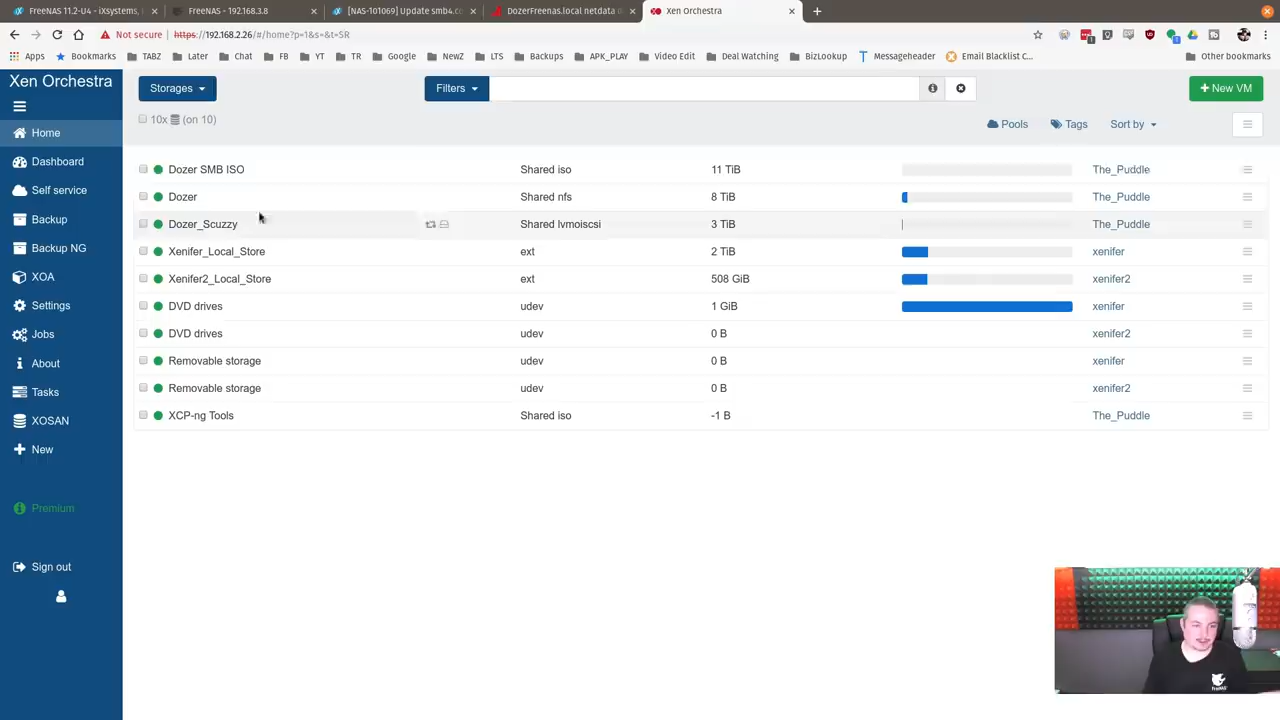 FreeNAS 11.2-U4 - iXsystems, I
FreeNAS - 192.168.3.8
[NAS-101069] Update smb4.co
DozerFreenas.local netdata
Xen Orchestra
Not secure
https://192.168.2.26/#/home?p=1&s=&t=SR
Apps
Bookmarks
TABZ
Later
Chat
FB
YT
TR
Google
NewZ
LTS
Backups
APK_PLAY
Video Edit
Deal Watching
BizLookup
Messageheader
Email Blacklist C...
Other bookmarks
Xen Orchestra
Home
Dashboard
Self service
Backup
Backup NG
XOA
Settings
Jobs
About
Tasks
XOSAN
New
Premium
Sign out
Storages
Filters
+ New VM
10x (on 10)
Pools
Tags
Sort by
Dozer SMB ISO Shared iso 11 TiB The_Puddle
Dozer Shared nfs 8 TiB The_Puddle
Dozer_Scuzzy Shared lvmoiscsi 3 TiB The_Puddle
Xenifer_Local_Store ext 2 TiB xenifer
Xenifer2_Local_Store ext 508 GiB xenifer2
DVD drives udev 1 GiB xenifer
DVD drives udev 0 B xenifer2
Removable storage udev 0 B xenifer
Removable storage udev 0 B xenifer2
XCP-ng Tools Shared iso -1 B The_Puddle